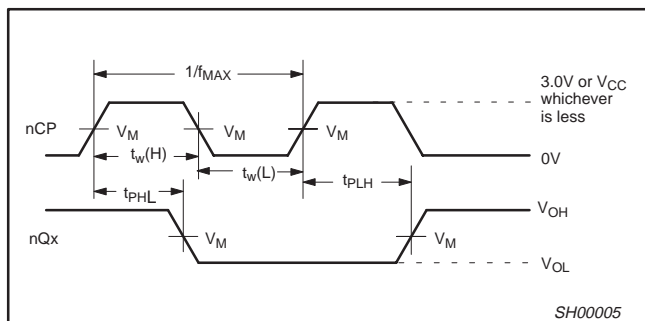 1/fMAX
3.0V or VCC
whichever
is less
nCP
VM
VM
VM
0V
tw(H)
tw(L)
tPHL
tPLH
VOH
nQx
VM
VM
VOL
SH00005